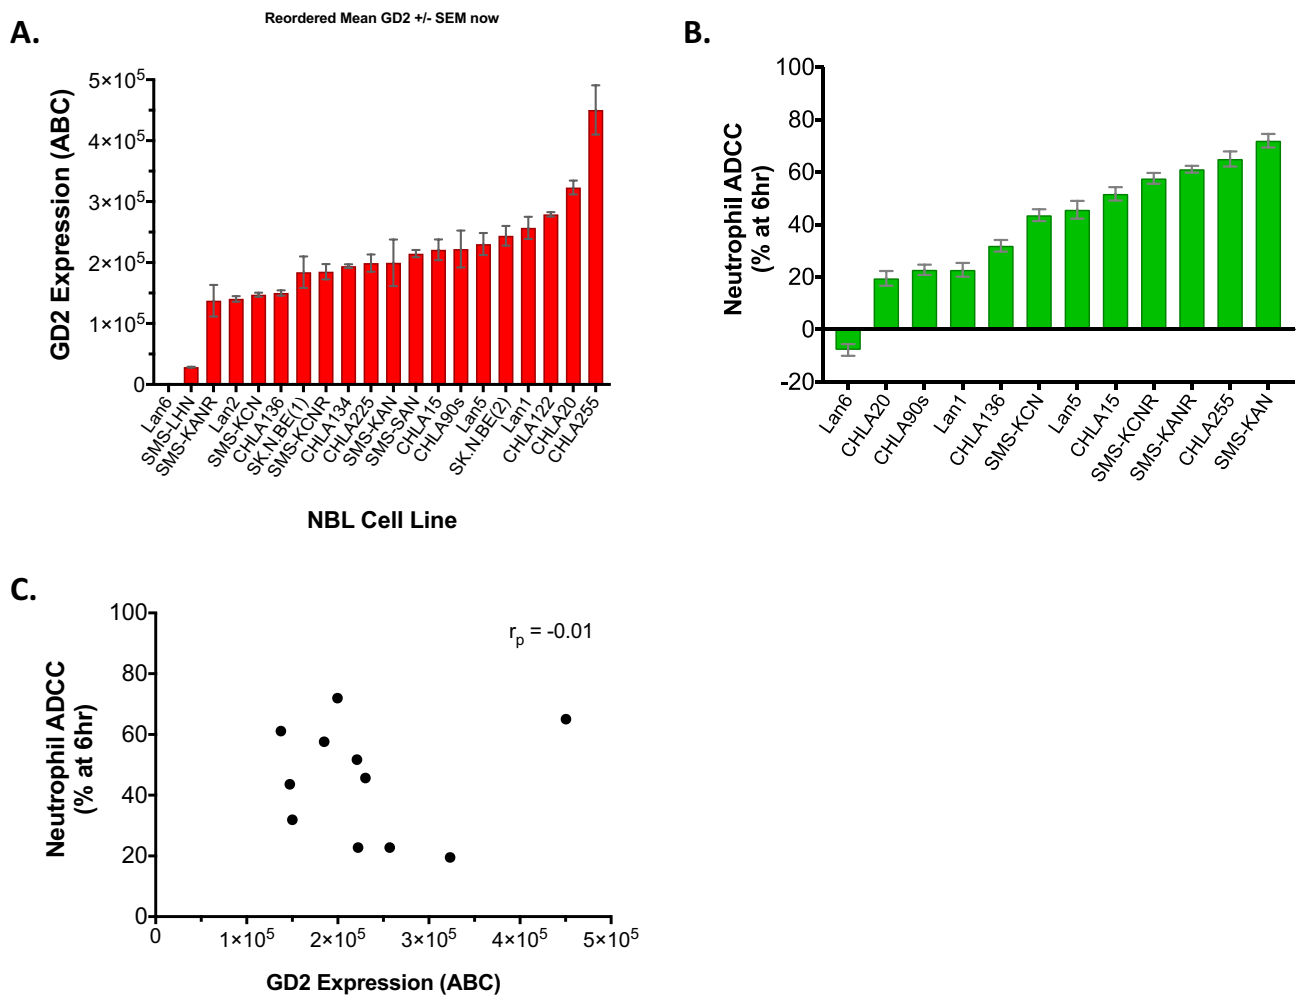 Reordered Mean GD2 +/- SEM now
A.
GD2 Expression (ABC)
5×10⁵
4×10⁵
3×10⁵
2×10⁵
1×10⁵
0
Lan6
SMS-LHN
SMS-KANR
Lan2
SMS-KCN
CHLA136
SK.N.BE(1)
SMS-KCNR
CHLA134
CHLA225
SMS-KAN
SMS-SAN
CHLA15
CHLA90s
Lan5
SK.N.BE(2)
Lan1
CHLA122
CHLA20
CHLA255
NBL Cell Line
B.
Neutrophil ADCC
(% at 6hr)
100
80
60
40
20
0
-20
Lan6
CHLA20
CHLA90s
Lan1
CHLA136
SMS-KCN
Lan5
CHLA15
SMS-KCNR
SMS-KANR
CHLA255
SMS-KAN
C.
Neutrophil ADCC
(% at 6hr)
100
80
60
40
20
0
rₚ = -0.01
0
1×10⁵
2×10⁵
3×10⁵
4×10⁵
5×10⁵
GD2 Expression (ABC)